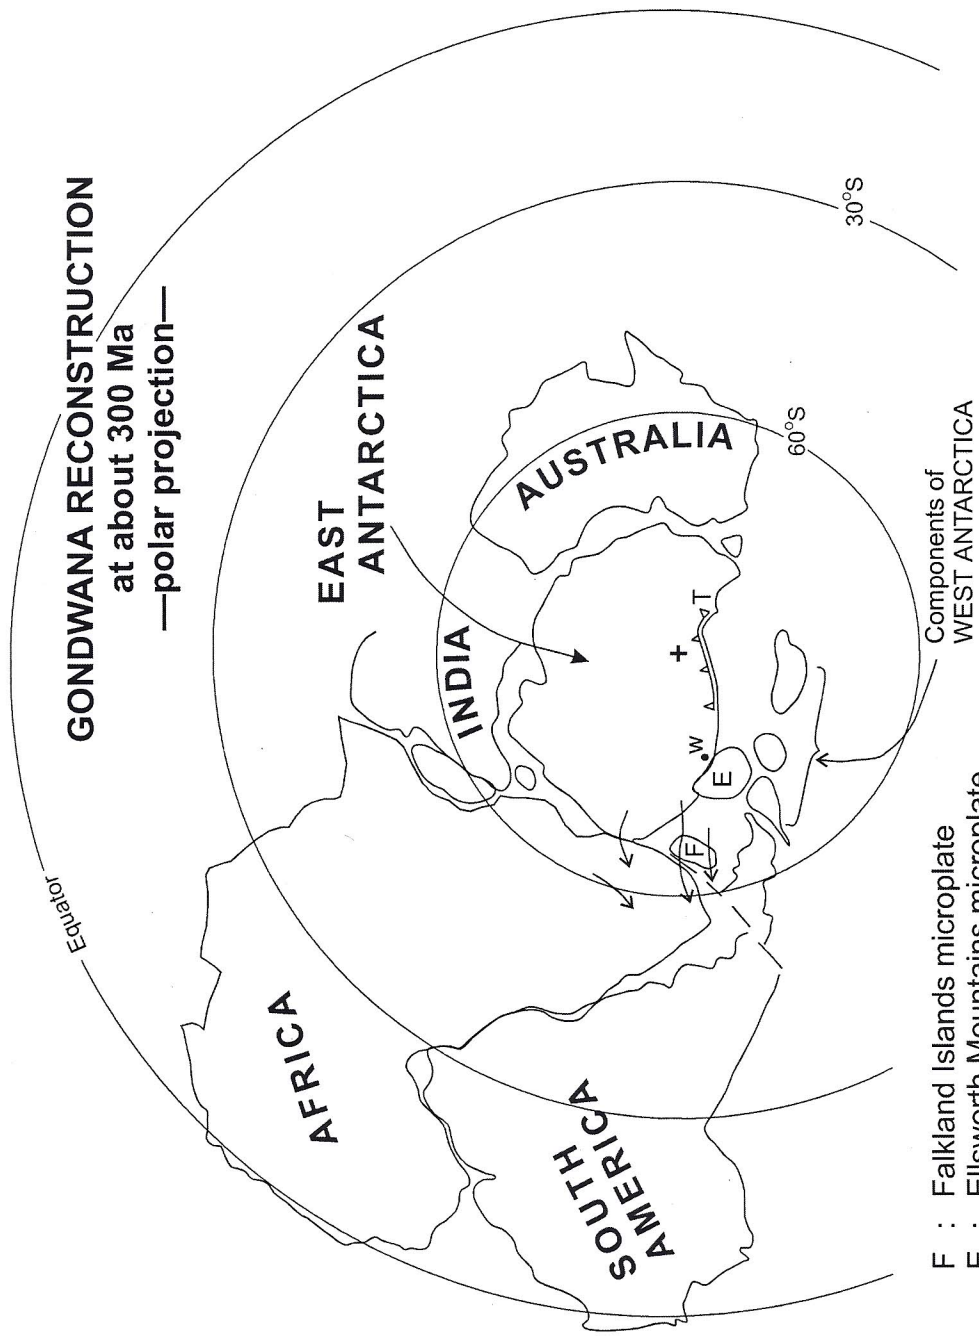 GONDWANA RECONSTRUCTION
at about 300 Ma
—polar projection—
Equator
30°S
60°S
EAST
ANTARCTICA
AFRICA
INDIA
AUSTRALIA
SOUTH
AMERICA
T
+
W
E
F
Components of
WEST ANTARCTICA
F : Falkland Islands microplate
E : Ellsworth Mountains microplate